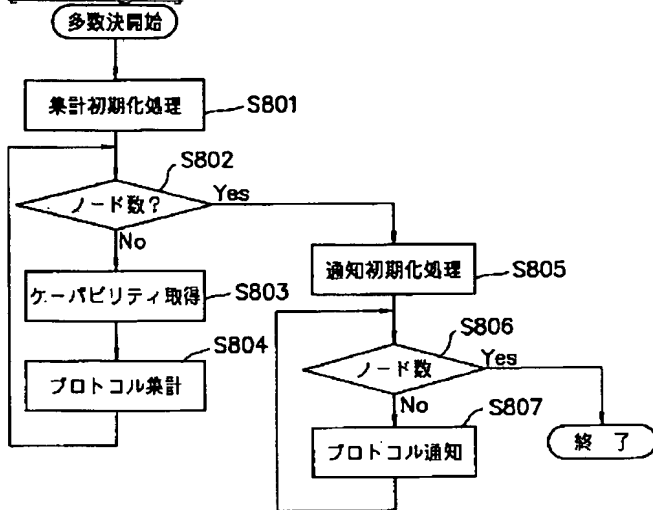 多数決開始
集計初期化処理
S801
S802
ノード数?
Yes
No
ケーパビリティ取得
S803
S804
プロトコル集計
通知初期化処理
S805
S806
ノード数
Yes
No
S807
プロトコル通知
終 了